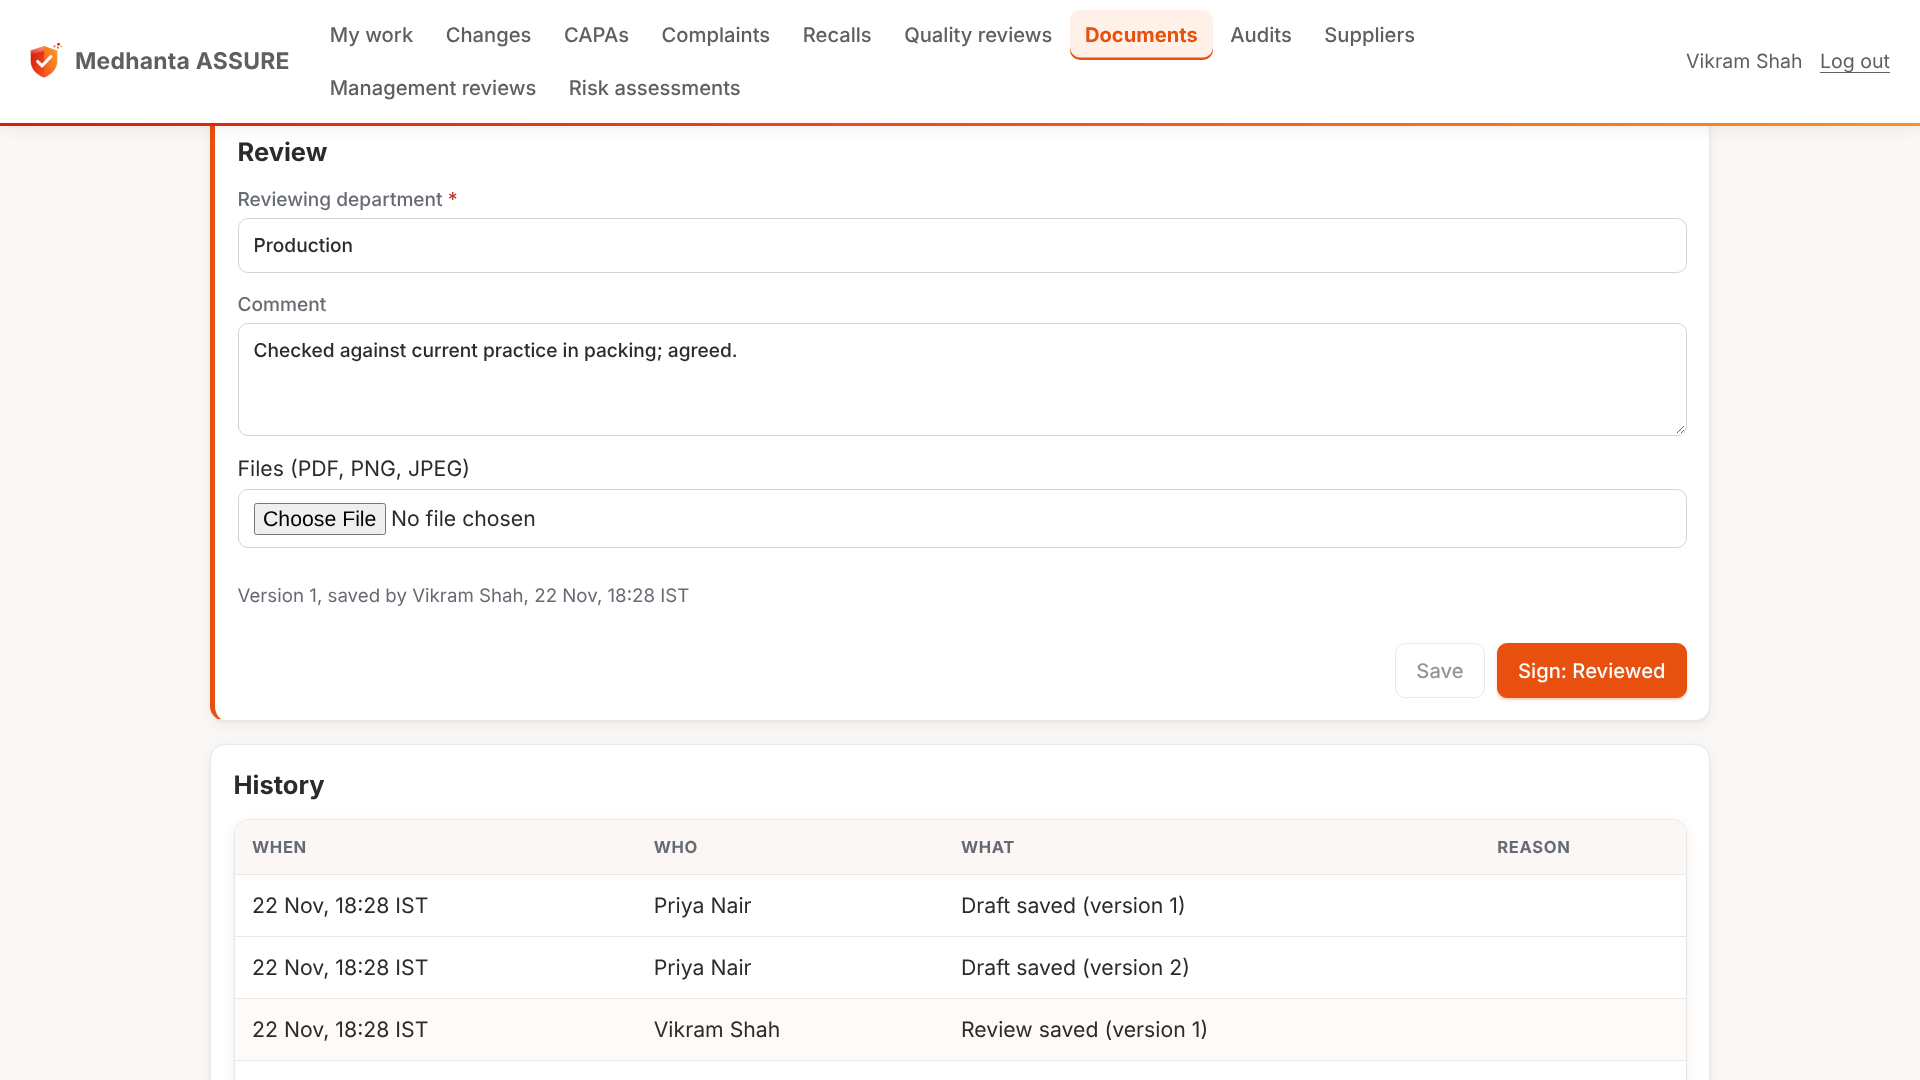 Medhanta ASSURE
My work Changes CAPAs Complaints Recalls Quality reviews Documents Audits Suppliers
Management reviews Risk assessments
Vikram Shah Log out
Review
Reviewing department *
Production
Comment
Checked against current practice in packing; agreed.
Files (PDF, PNG, JPEG)
Choose File No file chosen
Version 1, saved by Vikram Shah, 22 Nov, 18:28 IST
Save Sign: Reviewed
History
WHEN WHO WHAT REASON
22 Nov, 18:28 IST Priya Nair Draft saved (version 1)
22 Nov, 18:28 IST Priya Nair Draft saved (version 2)
22 Nov, 18:28 IST Vikram Shah Review saved (version 1)